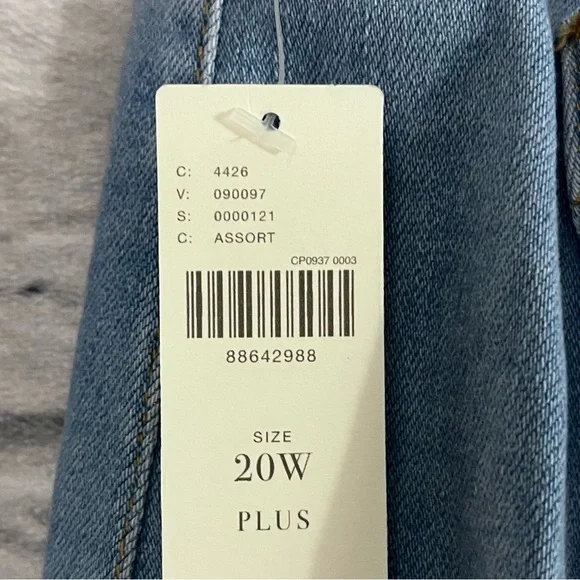 C: 4426
V: 090097
S: 0000121
C: ASSORT
CP0937 0003
88642988
SIZE
20W
PLUS